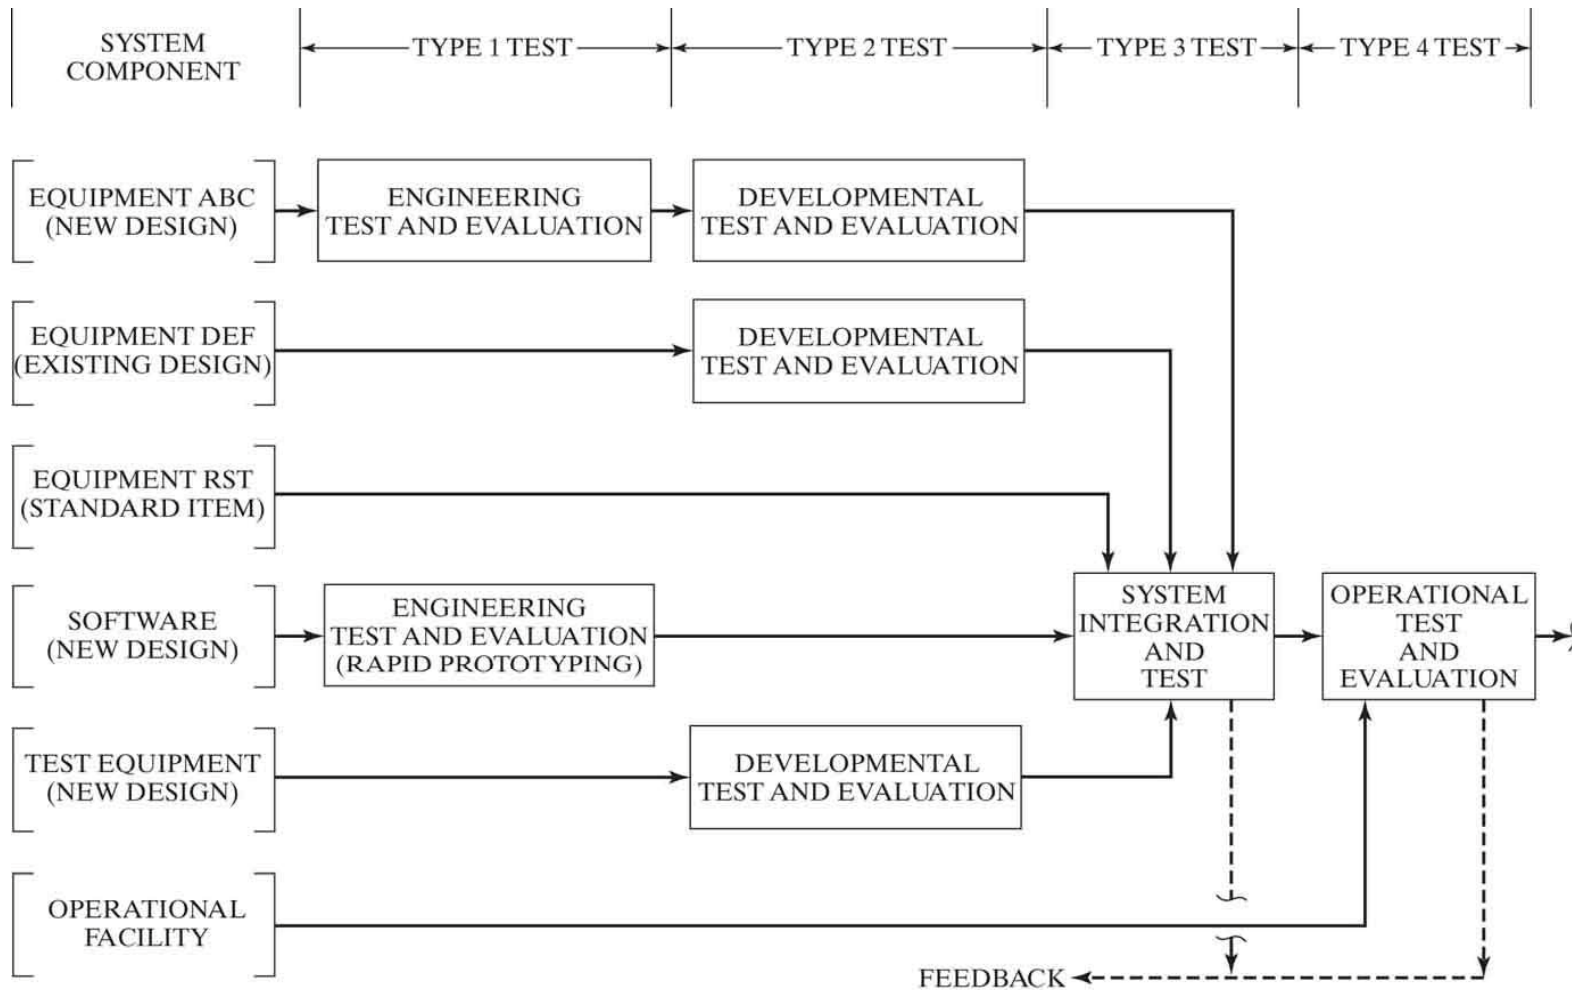 SYSTEM
COMPONENT
TYPE 1 TEST
TYPE 2 TEST
TYPE 3 TEST
TYPE 4 TEST
EQUIPMENT ABC
(NEW DESIGN)
ENGINEERING
TEST AND EVALUATION
DEVELOPMENTAL
TEST AND EVALUATION
EQUIPMENT DEF
(EXISTING DESIGN)
DEVELOPMENTAL
TEST AND EVALUATION
EQUIPMENT RST
(STANDARD ITEM)
SOFTWARE
(NEW DESIGN)
ENGINEERING
TEST AND EVALUATION
(RAPID PROTOTYPING)
SYSTEM
INTEGRATION
AND
TEST
OPERATIONAL
TEST
AND
EVALUATION
TEST EQUIPMENT
(NEW DESIGN)
DEVELOPMENTAL
TEST AND EVALUATION
OPERATIONAL
FACILITY
FEEDBACK